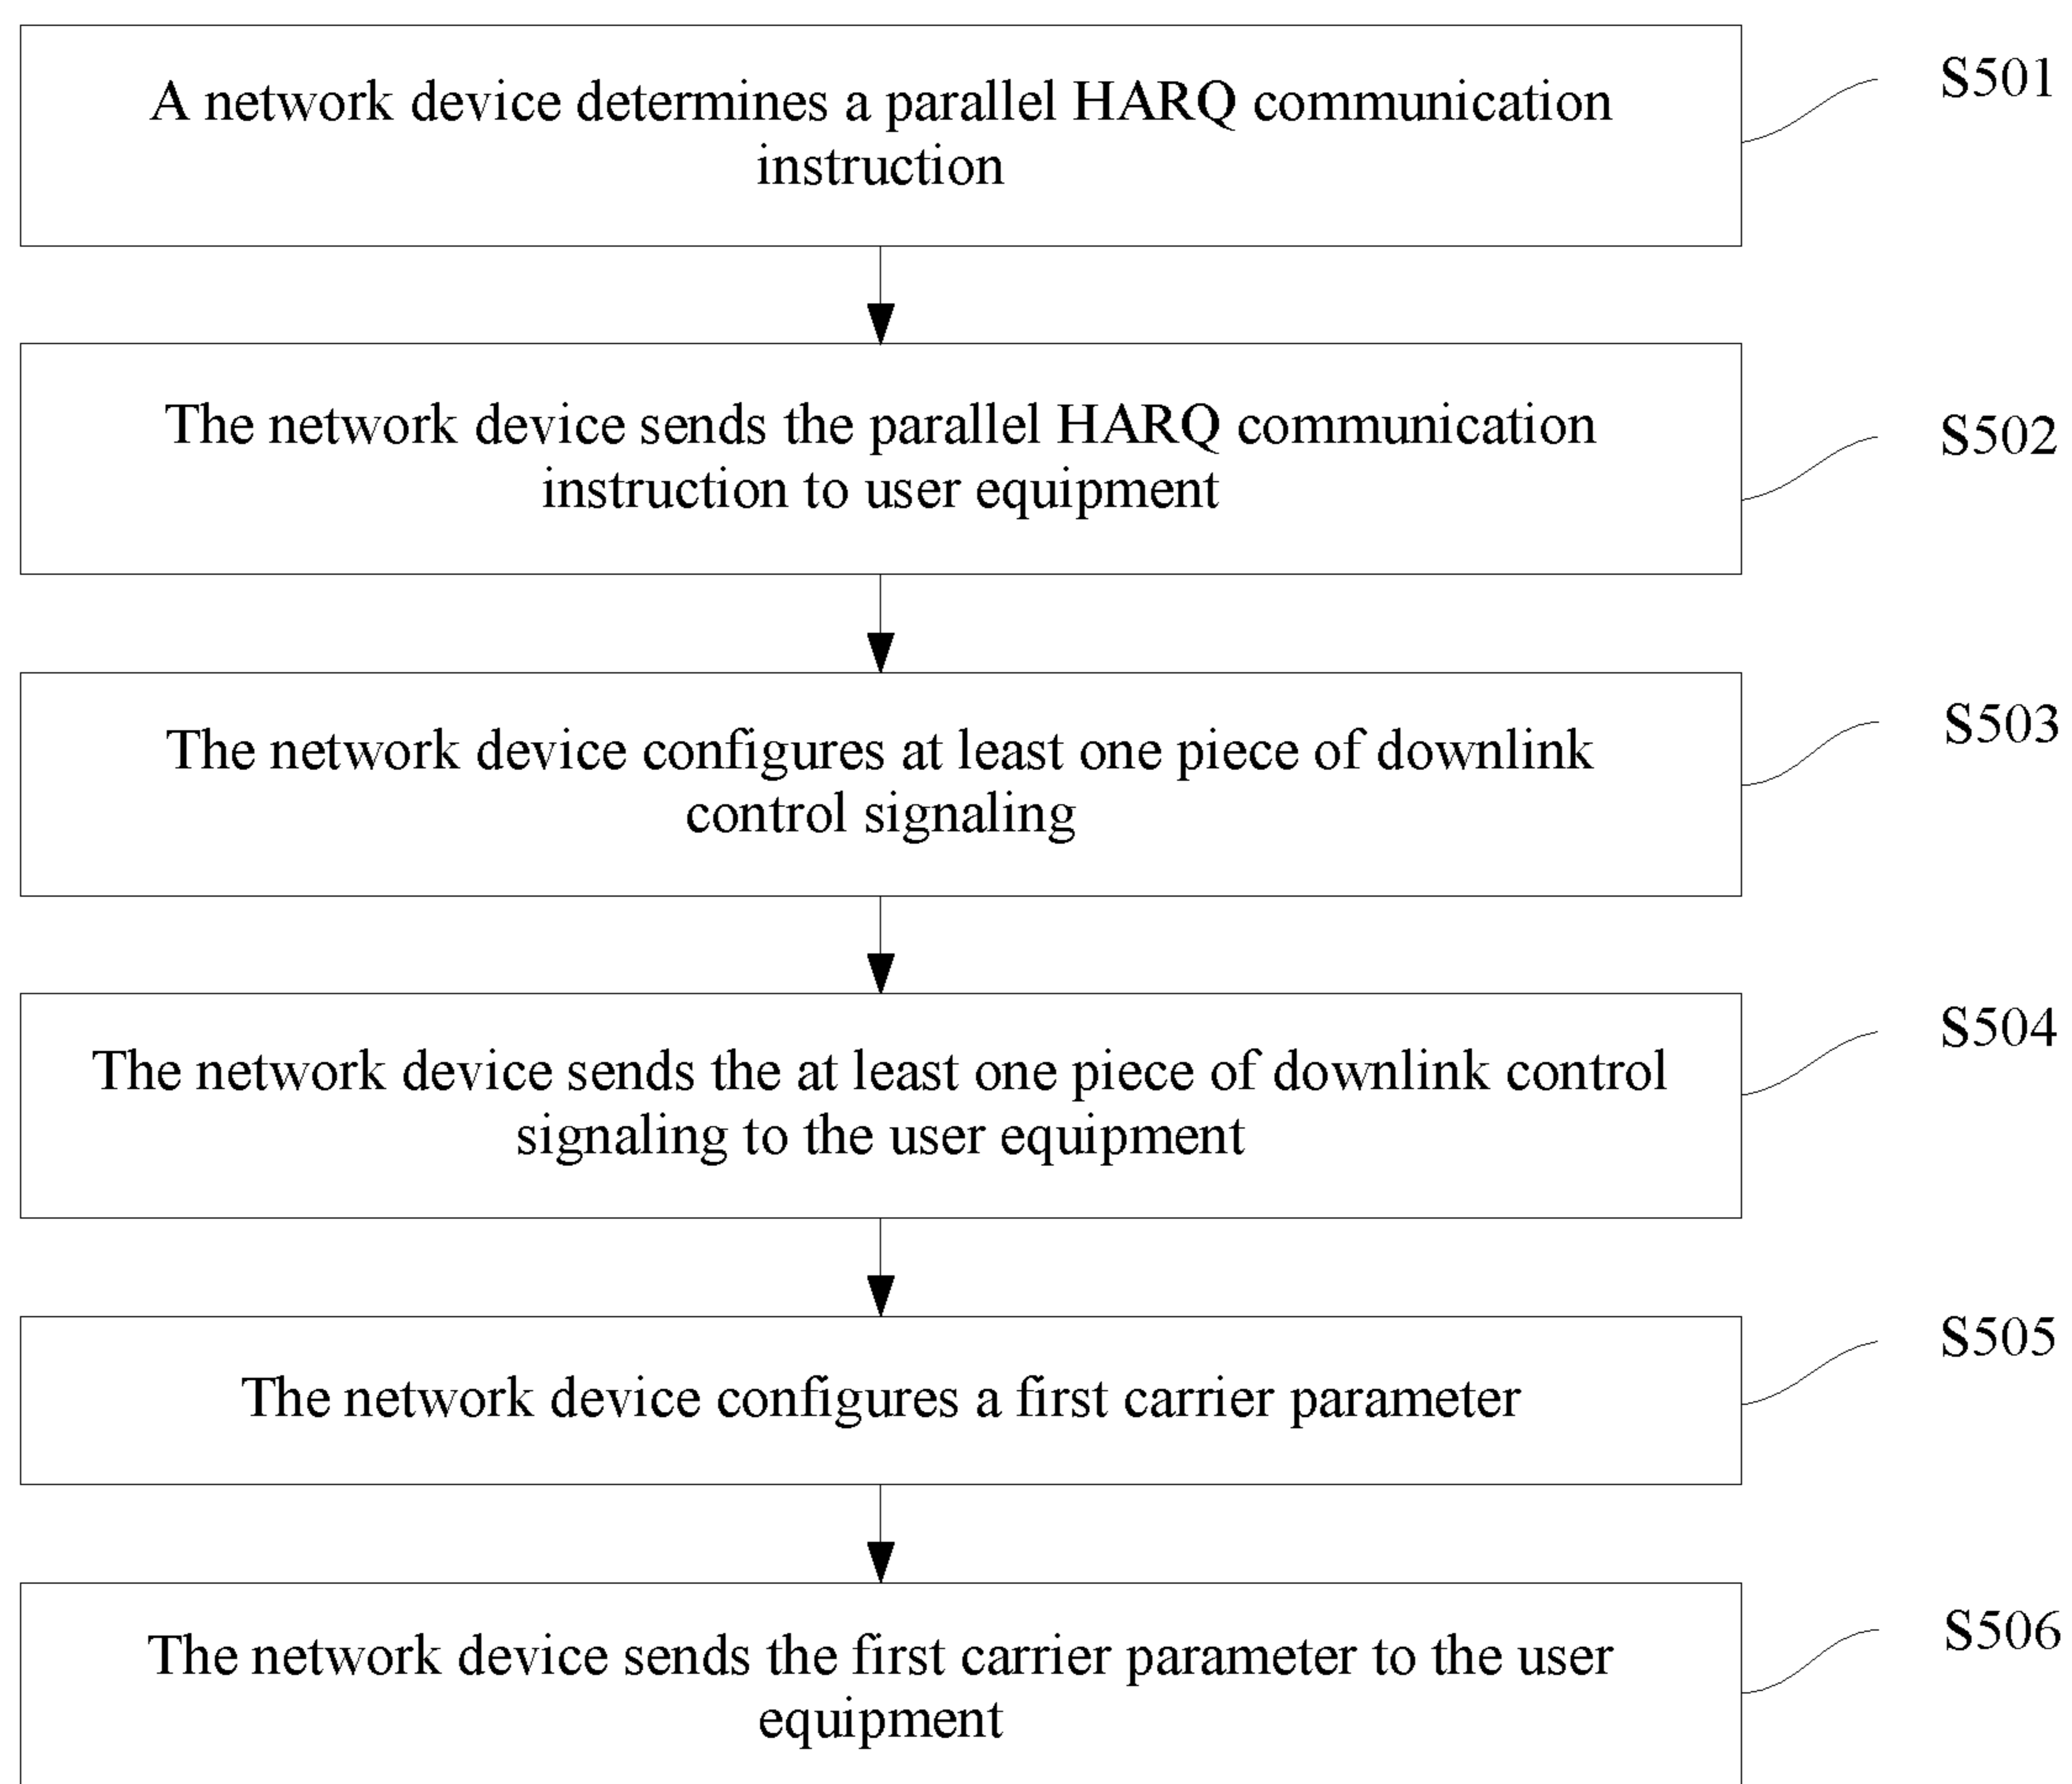 A network device determines a parallel HARQ communication
instruction
S501
The network device sends the parallel HARQ communication
instruction to user equipment
S502
The network device configures at least one piece of downlink
control signaling
S503
The network device sends the at least one piece of downlink control
signaling to the user equipment
S504
The network device configures a first carrier parameter
S505
The network device sends the first carrier parameter to the user
equipment
S506